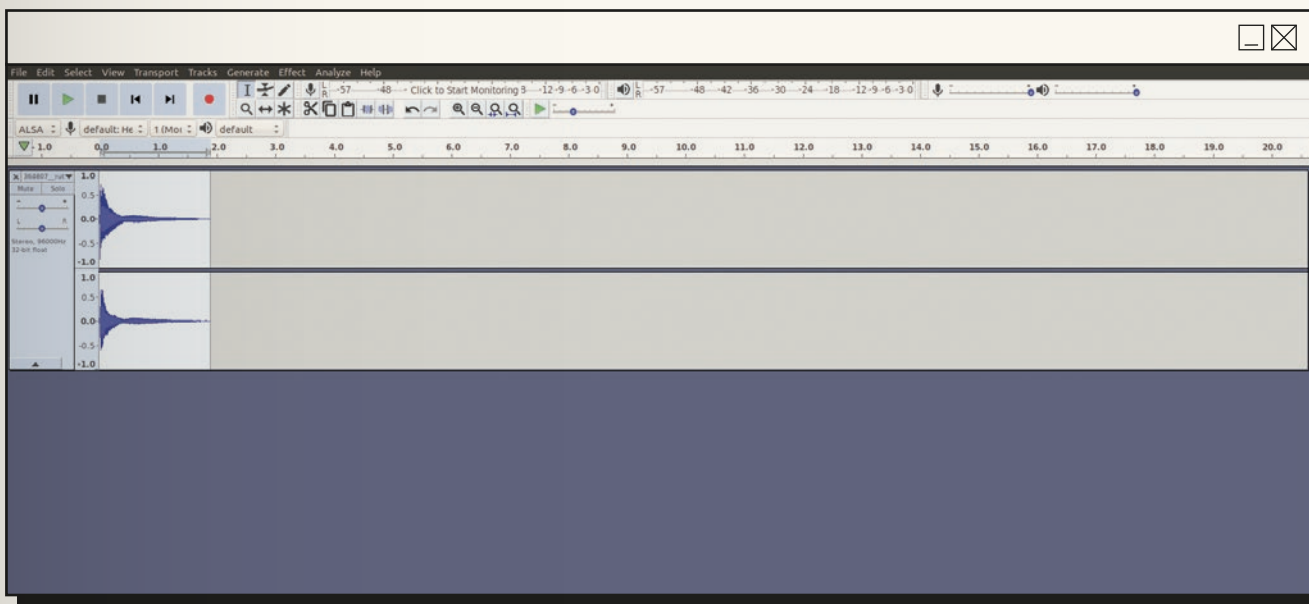 File Edit Select View Transport Tracks Generate Effect Analyze Help
L -57 -48 Click to Start Monitoring -12 -9 -6 -3 0 L -57 -48 -42 -36 -30 -24 -18 -12 -9 -6 -3 0
R R
ALSA default: He 1 (Mo default
1.0 0.0 1.0 2.0 3.0 4.0 5.0 6.0 7.0 8.0 9.0 10.0 11.0 12.0 13.0 14.0 15.0 16.0 17.0 18.0 19.0 20.0
1.0
Mute Solo
0.5
- +
0.0
L R
Stereo, 96000Hz
-0.5
32-bit float
-1.0
1.0
0.5
0.0
-0.5
-1.0